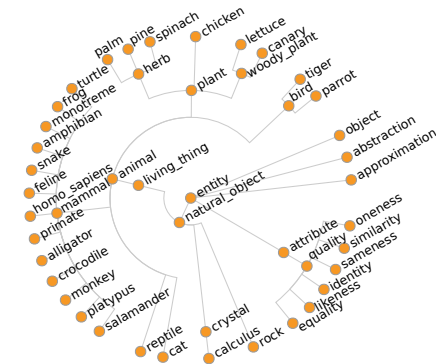 palm
pine
spinach
chicken
lettuce
canary
woody_plant
herb
plant
tiger
bird
parrot
turtle
frog
monotreme
amphibian
snake
feline
homo_sapiens
mammal
animal
living_thing
entity
natural_object
object
abstraction
approximation
primate
alligator
crocodile
monkey
platypus
salamander
reptile
cat
crystal
calculus
rock
attribute
quality
oneness
similarity
sameness
identity
likeness
equality